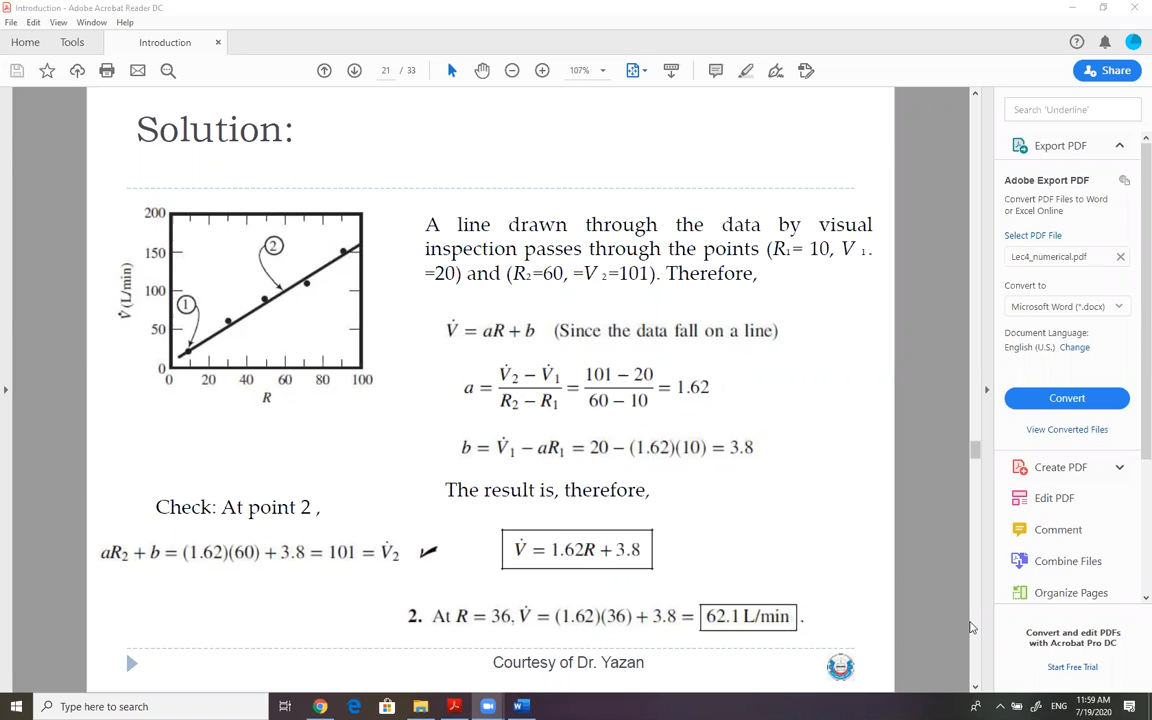 Introduction - Adobe Acrobat Reader DC
File Edit View Window Help
Home Tools Introduction ×
21 / 33 107% Share
Solution:
200
150
100
50
0
0 20 40 60 80 100
V̇ (L/min)
R
1
2
A line drawn through the data by visual
inspection passes through the points (R₁= 10, V ₁.
=20) and (R₂=60, =V ₂=101). Therefore,
V̇ = aR + b (Since the data fall on a line)
a = (V̇₂ − V̇₁)/(R₂ − R₁) = (101 − 20)/(60 − 10) = 1.62
b = V̇₁ − aR₁ = 20 − (1.62)(10) = 3.8
The result is, therefore,
V̇ = 1.62R + 3.8
Check: At point 2 ,
aR₂ + b = (1.62)(60) + 3.8 = 101 = V̇₂ ✓
2. At R = 36, V̇ = (1.62)(36) + 3.8 = 62.1 L/min .
Courtesy of Dr. Yazan
Search 'Underline'
Export PDF
Adobe Export PDF
Convert PDF Files to Word
or Excel Online
Select PDF File
Lec4_numerical.pdf ×
Convert to
Microsoft Word (*.docx)
Document Language:
English (U.S.) Change
Convert
View Converted Files
Create PDF
Edit PDF
Comment
Combine Files
Organize Pages
Convert and edit PDFs
with Acrobat Pro DC
Start Free Trial
Type here to search
ENG
11:59 AM
7/19/2020